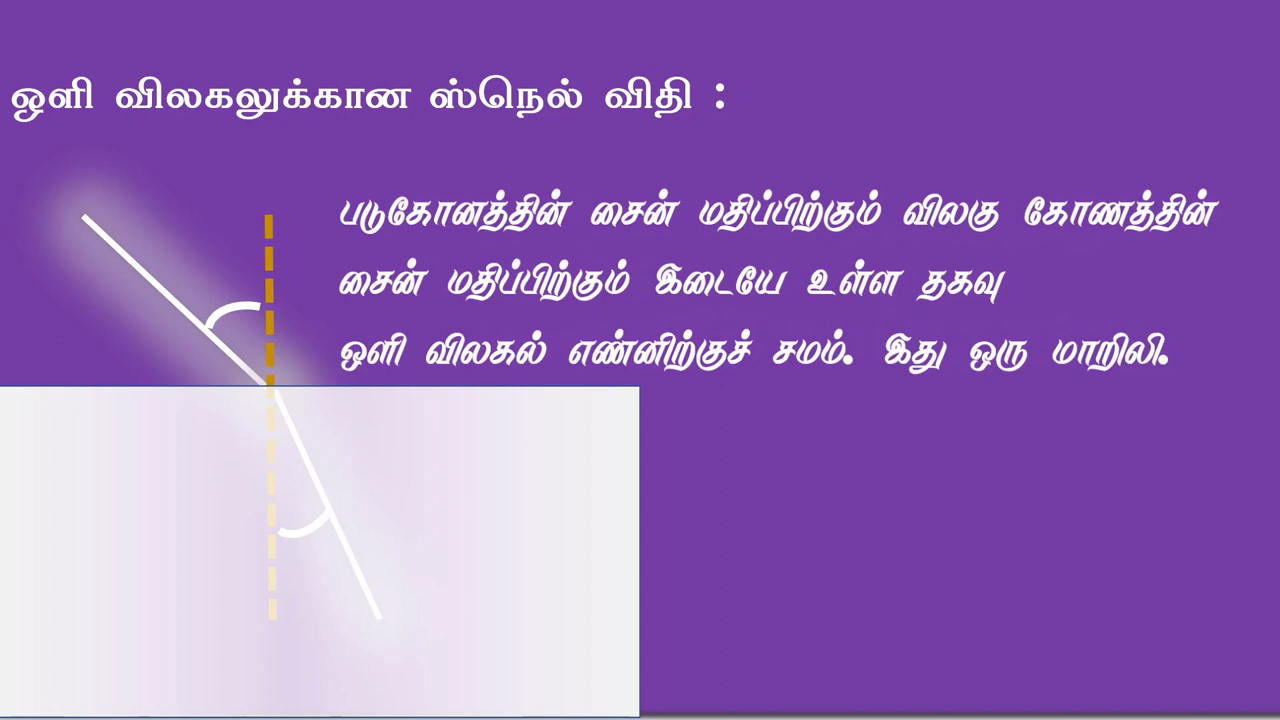 ஒளி விலகலுக்கான ஸ்நெல் விதி :
படுகோனத்தின் சைன் மதிப்பிற்கும் விலகு கோணத்தின்
சைன் மதிப்பிற்கும் இடையே உள்ள தகவு
ஒளி விலகல் எண்னிற்குச் சமம். இது ஒரு மாறிலி.